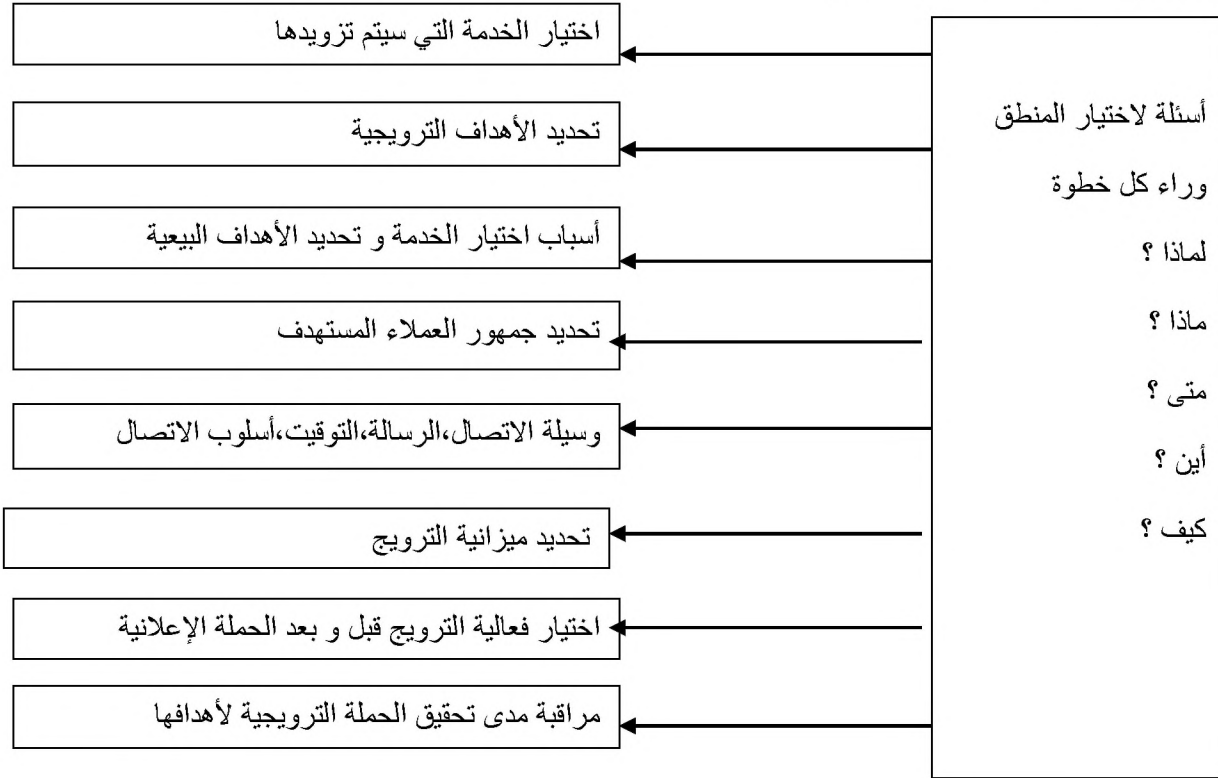 أسئلة لاختيار المنطق
وراء كل خطوة
لماذا ؟
ماذا ؟
متى ؟
أين ؟
كيف ؟
اختيار الخدمة التي سيتم تزويدها
تحديد الأهداف الترويجية
أسباب اختيار الخدمة و تحديد الأهداف البيعية
تحديد جمهور العملاء المستهدف
وسيلة الاتصال،الرسالة،التوقيت،أسلوب الاتصال
تحديد ميزانية الترويج
اختيار فعالية الترويج قبل و بعد الحملة الإعلانية
مراقبة مدى تحقيق الحملة الترويجية لأهدافها